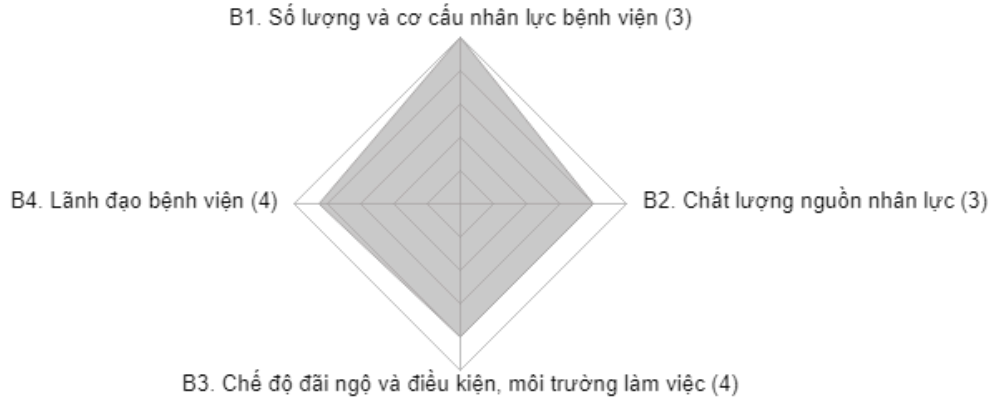 B1. Số lượng và cơ cấu nhân lực bệnh viện (3)
B4. Lãnh đạo bệnh viện (4)
B2. Chất lượng nguồn nhân lực (3)
B3. Chế độ đãi ngộ và điều kiện, môi trường làm việc (4)